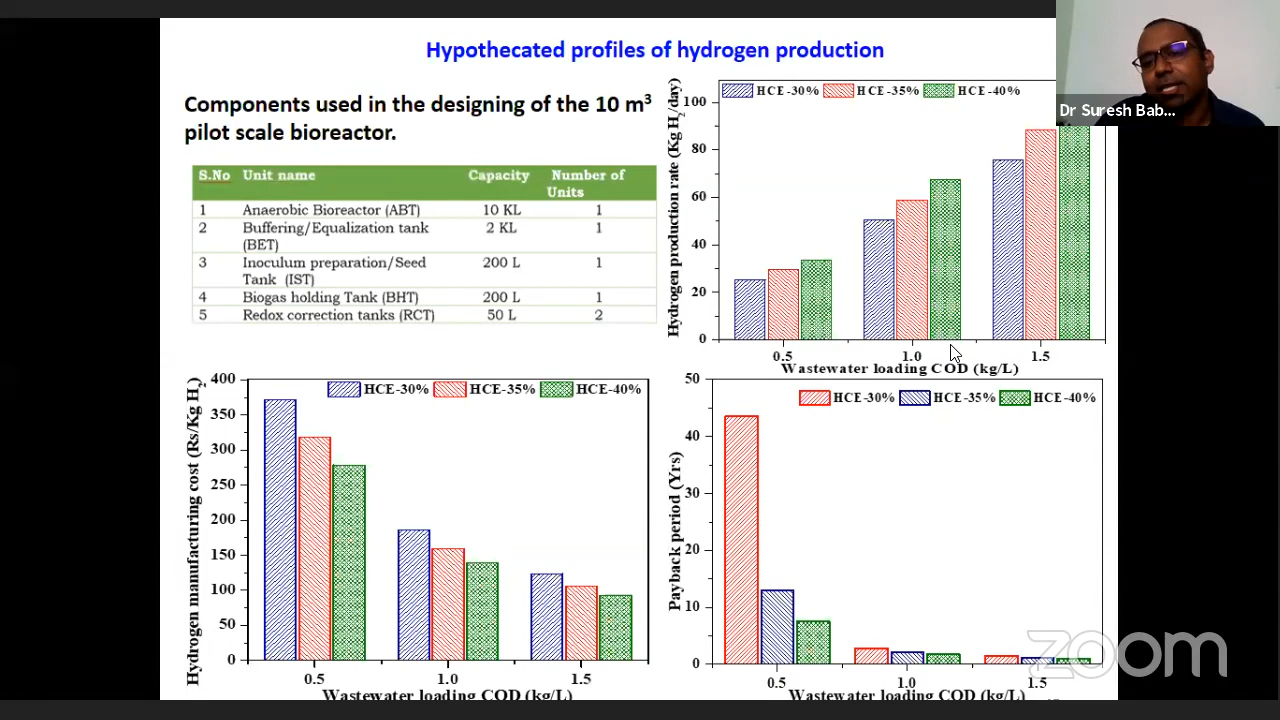 Hypothecated profiles of hydrogen production
Components used in the designing of the 10 m³
pilot scale bioreactor.
S.No Unit name Capacity Number of
Units
1 Anaerobic Bioreactor (ABT) 10 KL 1
2 Buffering/Equalization tank 2 KL 1
(BET)
3 Inoculum preparation/Seed 200 L 1
Tank (IST)
4 Biogas holding Tank (BHT) 200 L 1
5 Redox correction tanks (RCT) 50 L 2
HCE-30% HCE-35% HCE-40%
Hydrogen production rate (Kg H₂/day)
100
80
60
40
20
0
0.5 1.0 1.5
Wastewater loading COD (kg/L)
Dr Suresh Bab...
HCE-30% HCE-35% HCE-40%
Hydrogen manufacturing cost (Rs/Kg H₂)
400
350
300
250
200
150
100
50
0
0.5 1.0 1.5
Wastewater loading COD (kg/L)
HCE-30% HCE-35% HCE-40%
Payback period (Yrs)
50
40
30
20
10
0
0.5 1.0 1.5
Wastewater loading COD (kg/L)
zoom